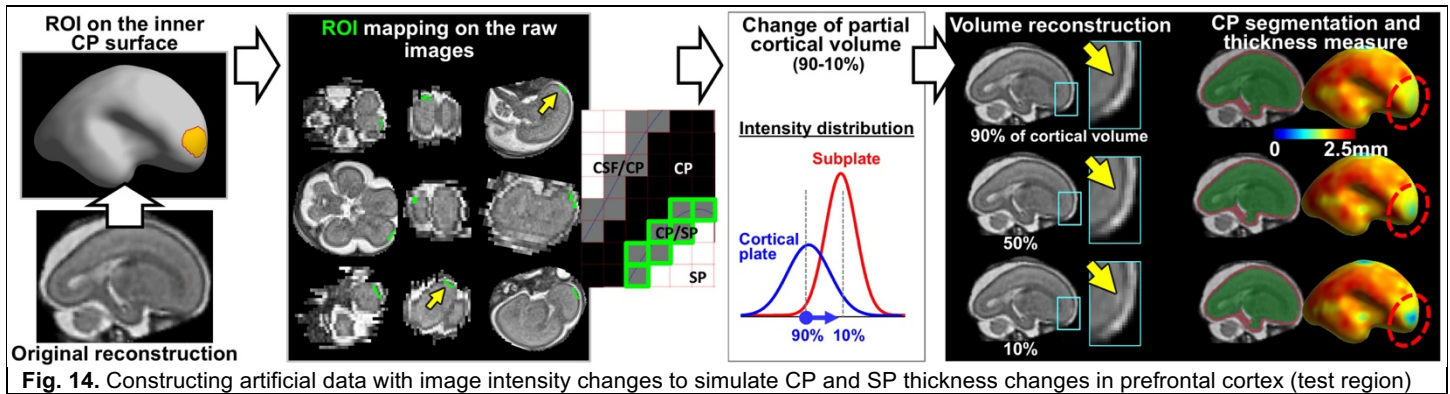 ROI on the inner
CP surface
Original reconstruction
ROI mapping on the raw
images
CSF/CP
CP
CP/SP
SP
Change of partial
cortical volume
(90-10%)
Intensity distribution
Subplate
Cortical
plate
90% 10%
Volume reconstruction
90% of cortical volume
50%
10%
CP segmentation and
thickness measure
0 2.5mm
Fig. 14. Constructing artificial data with image intensity changes to simulate CP and SP thickness changes in prefrontal cortex (test region)